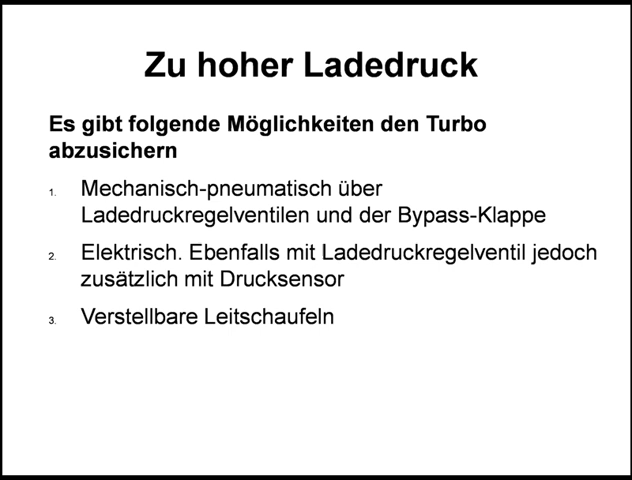 Zu hoher Ladedruck
Es gibt folgende Möglichkeiten den Turbo
abzusichern
1. Mechanisch-pneumatisch über
Ladedruckregelventilen und der Bypass-Klappe
2. Elektrisch. Ebenfalls mit Ladedruckregelventil jedoch
zusätzlich mit Drucksensor
3. Verstellbare Leitschaufeln